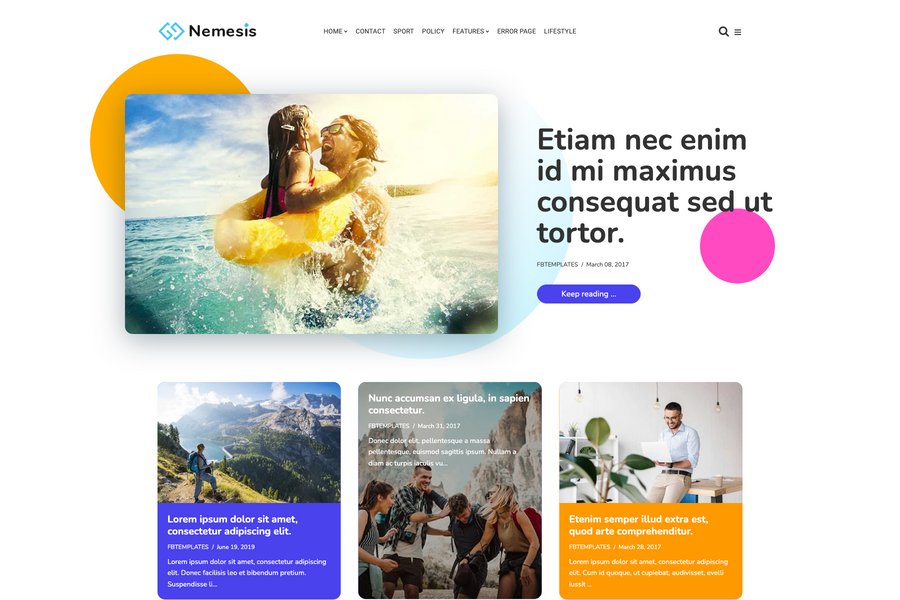 Nemesis
HOME CONTACT SPORT POLICY FEATURES ERROR PAGE LIFESTYLE
Etiam nec enim
id mi maximus
consequat sed ut
tortor.
FBTEMPLATES / March 08, 2017
Keep reading ...
Lorem ipsum dolor sit amet,
consectetur adipiscing elit.
FBTEMPLATES / June 19, 2019
Lorem ipsum dolor sit amet, consectetur adipiscing
elit. Donec facilisis leo et bibendum pretium.
Suspendisse li...
Nunc accumsan ex ligula, in sapien
consectetur.
FBTEMPLATES / March 31, 2017
Donec dolor elit, pellentesque a massa
pellentesque, euismod sagittis ipsum. Nullam a
diam ac turpis iaculis vu...
Etenim semper illud extra est,
quod arte comprehenditur.
FBTEMPLATES / March 28, 2017
Lorem ipsum dolor sit amet, consectetur adipiscing
elit. Cum id quoque, ut cupiebat, audivisset, evelli
iussit...